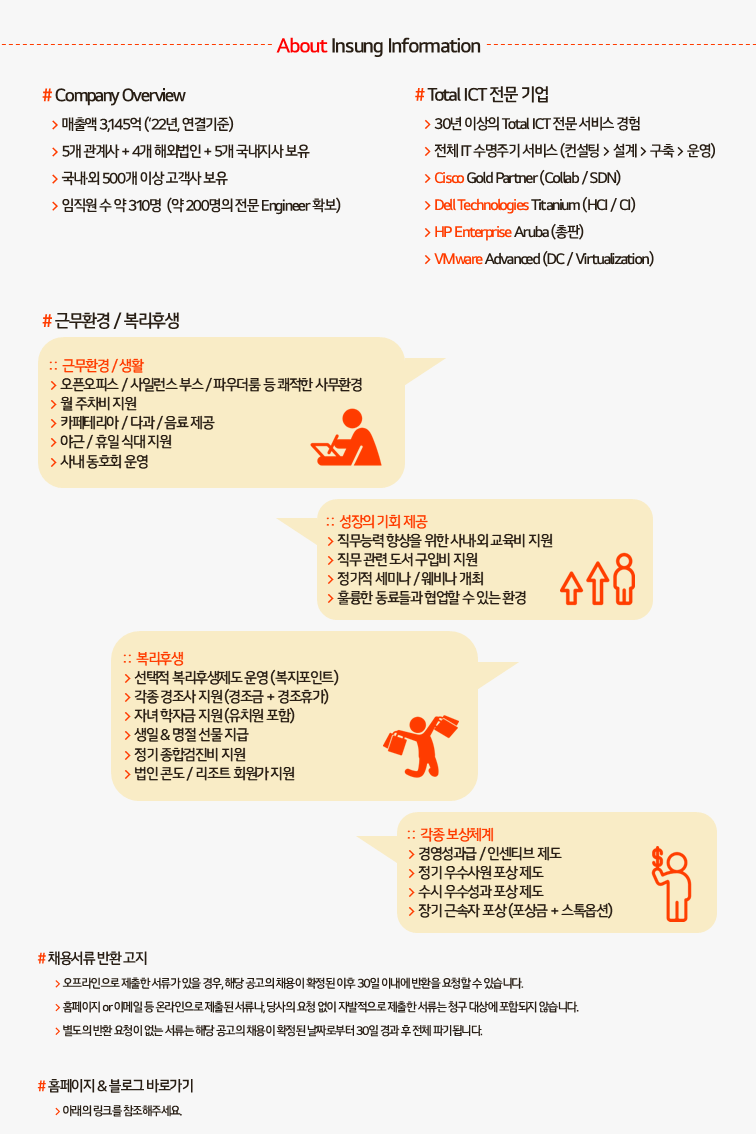 About Insung Information
# Company Overview
> 매출액 3,145억 ('22년, 연결기준)
> 5개 관계사 + 4개 해외법인 + 5개 국내지사 보유
> 국내·외 500개 이상 고객사 보유
> 임직원 수 약 310명 (약 200명의 전문 Engineer 확보)
# Total ICT 전문 기업
> 30년 이상의 Total ICT 전문 서비스 경험
> 전체 IT 수명주기 서비스 (컨설팅 > 설계 > 구축 > 운영)
> Cisco Gold Partner (Collab / SDN)
> Dell Technologies Titanium (HCI / CI)
> HP Enterprise Aruba (총판)
> VMware Advanced (DC / Virtualization)
# 근무환경 / 복리후생
:: 근무환경 / 생활
> 오픈오피스 / 사일런스 부스 / 파우더룸 등 쾌적한 사무환경
> 월 주차비 지원
> 카페테리아 / 다과 / 음료 제공
> 야근 / 휴일 식대 지원
> 사내 동호회 운영
:: 성장의 기회 제공
> 직무능력 향상을 위한 사내·외 교육비 지원
> 직무 관련 도서 구입비 지원
> 정기적 세미나 / 웨비나 개최
> 훌륭한 동료들과 협업할 수 있는 환경
:: 복리후생
> 선택적 복리후생제도 운영 (복지포인트)
> 각종 경조사 지원 (경조금 + 경조휴가)
> 자녀 학자금 지원 (유치원 포함)
> 생일 & 명절 선물 지급
> 정기 종합검진비 지원
> 법인 콘도 / 리조트 회원가 지원
:: 각종 보상체계
> 경영성과급 / 인센티브 제도
> 정기 우수사원 포상 제도
> 수시 우수성과 포상 제도
> 장기 근속자 포상 (포상금 + 스톡옵션)
# 채용서류 반환 고지
> 오프라인으로 제출한 서류가 있을 경우, 해당 공고의 채용이 확정된 이후 30일 이내에 반환을 요청할 수 있습니다.
> 홈페이지 or 이메일 등 온라인으로 제출된 서류나, 당사의 요청 없이 자발적으로 제출한 서류는 청구 대상에 포함되지 않습니다.
> 별도의 반환 요청이 없는 서류는 해당 공고의 채용이 확정된 날짜로부터 30일 경과 후 전체 파기됩니다.
# 홈페이지 & 블로그 바로가기
> 아래의 링크를 참조해주세요.